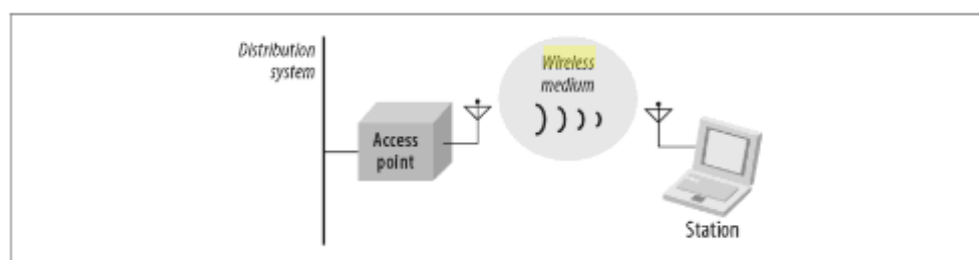 Distribution
system
Wireless
medium
Access
point
Station